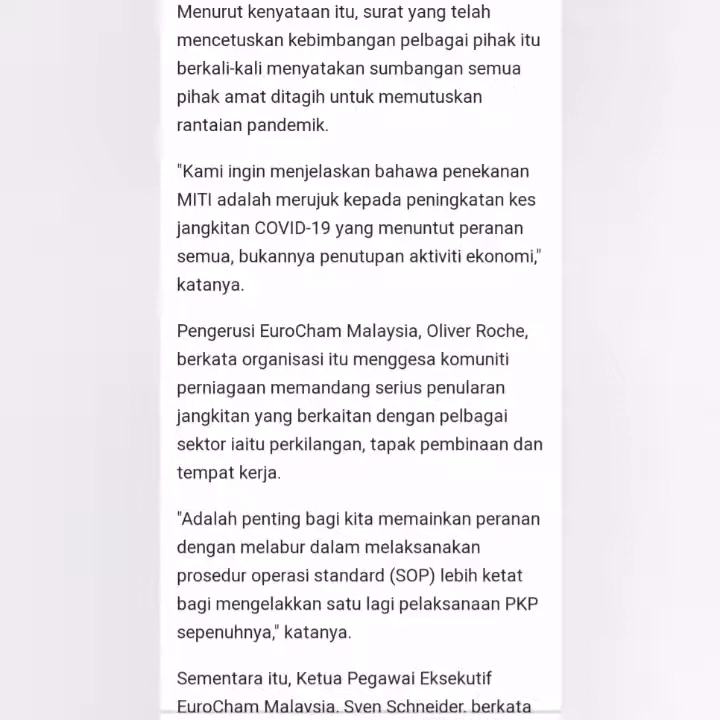 Menurut kenyataan itu, surat yang telah
mencetuskan kebimbangan pelbagai pihak itu
berkali-kali menyatakan sumbangan semua
pihak amat ditagih untuk memutuskan
rantaian pandemik.
"Kami ingin menjelaskan bahawa penekanan
MITI adalah merujuk kepada peningkatan kes
jangkitan COVID-19 yang menuntut peranan
semua, bukannya penutupan aktiviti ekonomi,"
katanya.
Pengerusi EuroCham Malaysia, Oliver Roche,
berkata organisasi itu menggesa komuniti
perniagaan memandang serius penularan
jangkitan yang berkaitan dengan pelbagai
sektor iaitu perkilangan, tapak pembinaan dan
tempat kerja.
"Adalah penting bagi kita memainkan peranan
dengan melabur dalam melaksanakan
prosedur operasi standard (SOP) lebih ketat
bagi mengelakkan satu lagi pelaksanaan PKP
sepenuhnya," katanya.
Sementara itu, Ketua Pegawai Eksekutif
EuroCham Malaysia, Sven Schneider, berkata